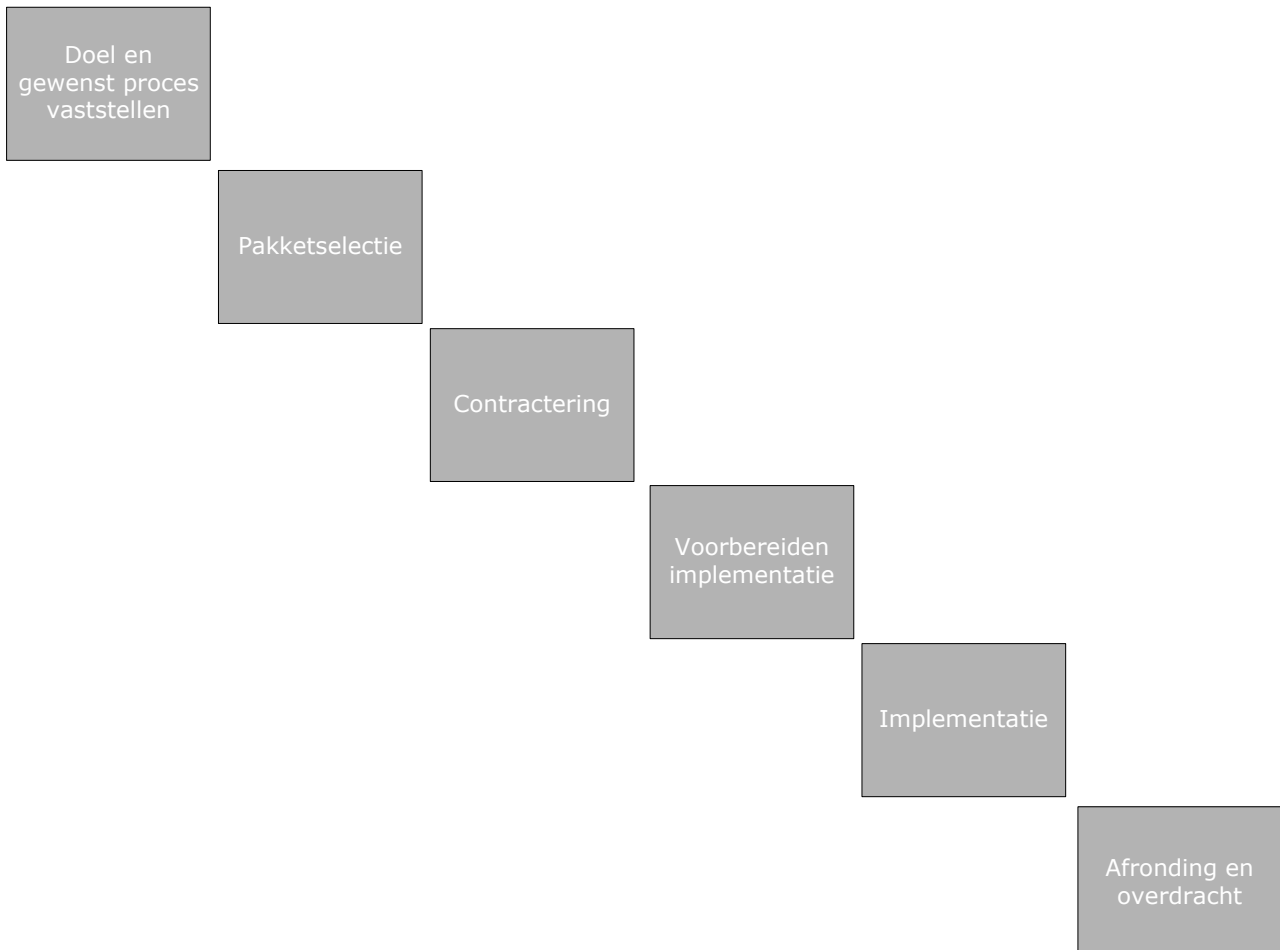 Doel en
gewenst proces
vaststellen
Pakketselectie
Contractering
Voorbereiden
implementatie
Implementatie
Afronding en
overdracht